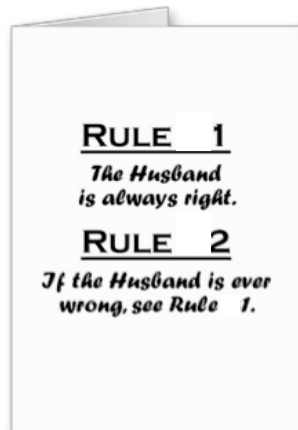 RULE 1
The Husband
is always right.
RULE 2
If the Husband is ever
wrong, see Rule 1.